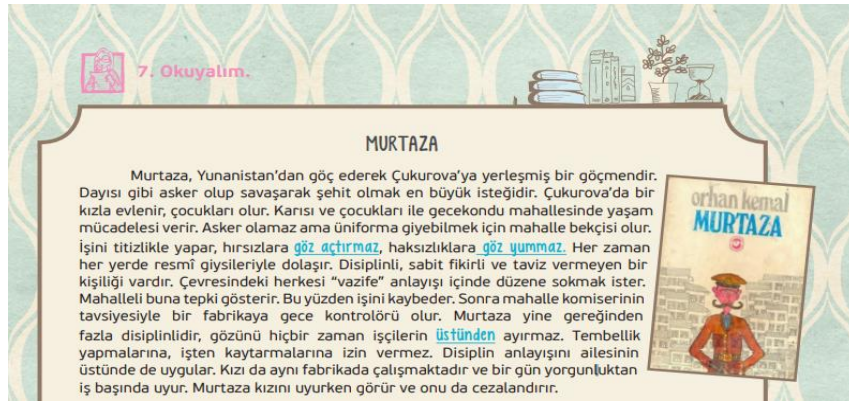 7. Okuyalım.
MURTAZA
Murtaza, Yunanistan’dan göç ederek Çukurova’ya yerleşmiş bir göçmendir.
Dayısı gibi asker olup savaşarak şehit olmak en büyük isteğidir. Çukurova’da bir
kızla evlenir, çocukları olur. Karısı ve çocukları ile gecekondu mahallesinde yaşam
mücadelesi verir. Asker olamaz ama üniforma giyebilmek için mahalle bekçisi olur.
İşini titizlikle yapar, hırsızlara göz açtırmaz, haksızlıklara göz yummaz. Her zaman
her yerde resmî giysileriyle dolaşır. Disiplinli, sabit fikirli ve taviz vermeyen bir
kişiliği vardır. Çevresindeki herkesi “vazife” anlayışı içinde düzene sokmak ister.
Mahalleli buna tepki gösterir. Bu yüzden işini kaybeder. Sonra mahalle komiserinin
tavsiyesiyle bir fabrikaya gece kontrolörü olur. Murtaza yine gereğinden
fazla disiplinlidir, gözünü hiçbir zaman işçilerin üstünden ayırmaz. Tembellik
yapmalarına, işten kaytarmalarına izin vermez. Disiplin anlayışını ailesinin
üstünde de uygular. Kızı da aynı fabrikada çalışmaktadır ve bir gün yorgunluktan
iş başında uyur. Murtaza kızını uyurken görür ve onu da cezalandırır.
orhan kemal
MURTAZA